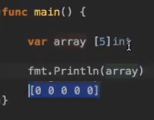 func main() {
var array [5]int
fmt.Println(array)
[0 0 0 0 0]
}